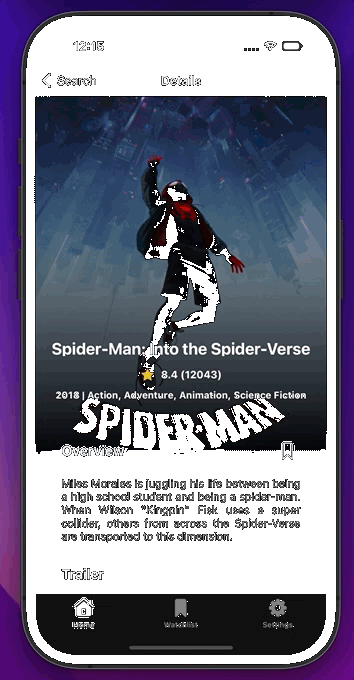 12:15
Search
Details
Spider-Man: Into the Spider-Verse
8.4 (12043)
2018 | Action, Adventure, Animation, Science Fiction
SPIDER-MAN
Overview
Miles Morales is juggling his life between being
a high school student and being a spider-man.
When Wilson "Kingpin" Fisk uses a super
collider, others from across the Spider-Verse
are transported to this dimension.
Trailer
Home
Watchlist
Settings